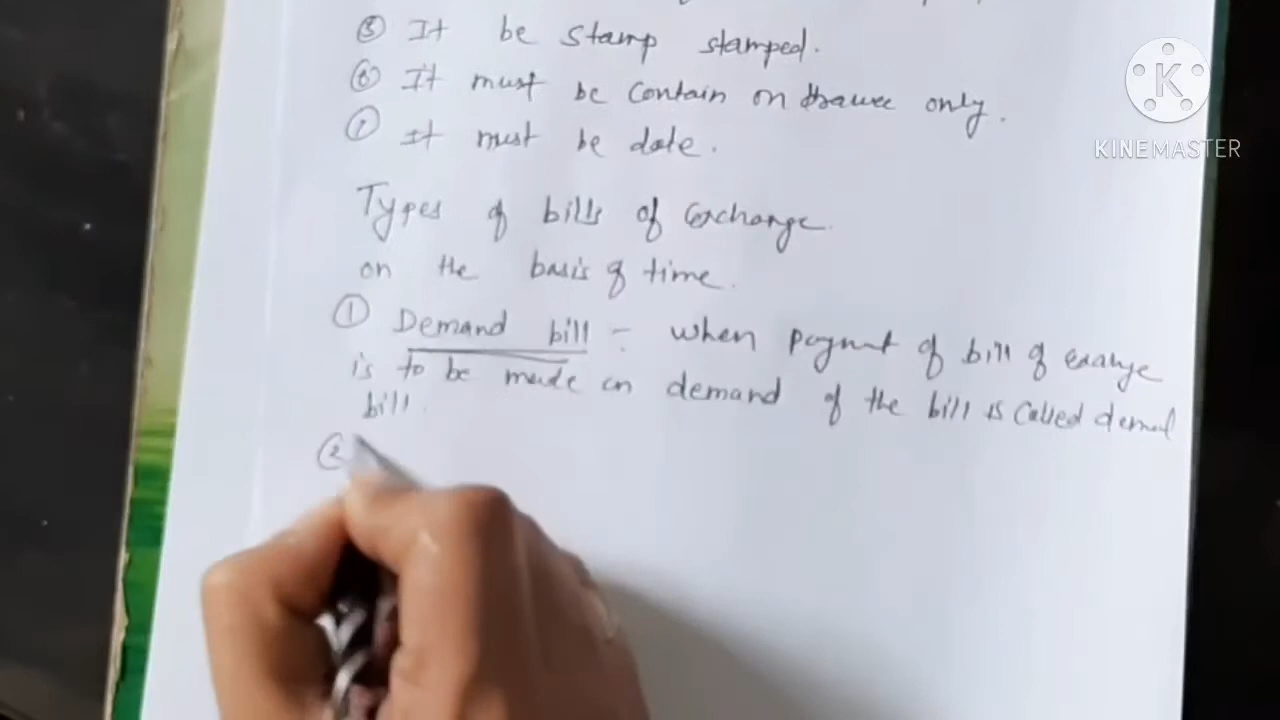 ⑤ It be stamp stamped.
⑥ It must be contain on drawee only.
⑦ It must be date.
Types of bills of Exchange.
on the basis of time.
① Demand bill :- when payment of bill of exange
is to be made on demand of the bill is called demand
bill.
②
K
KINEMASTER